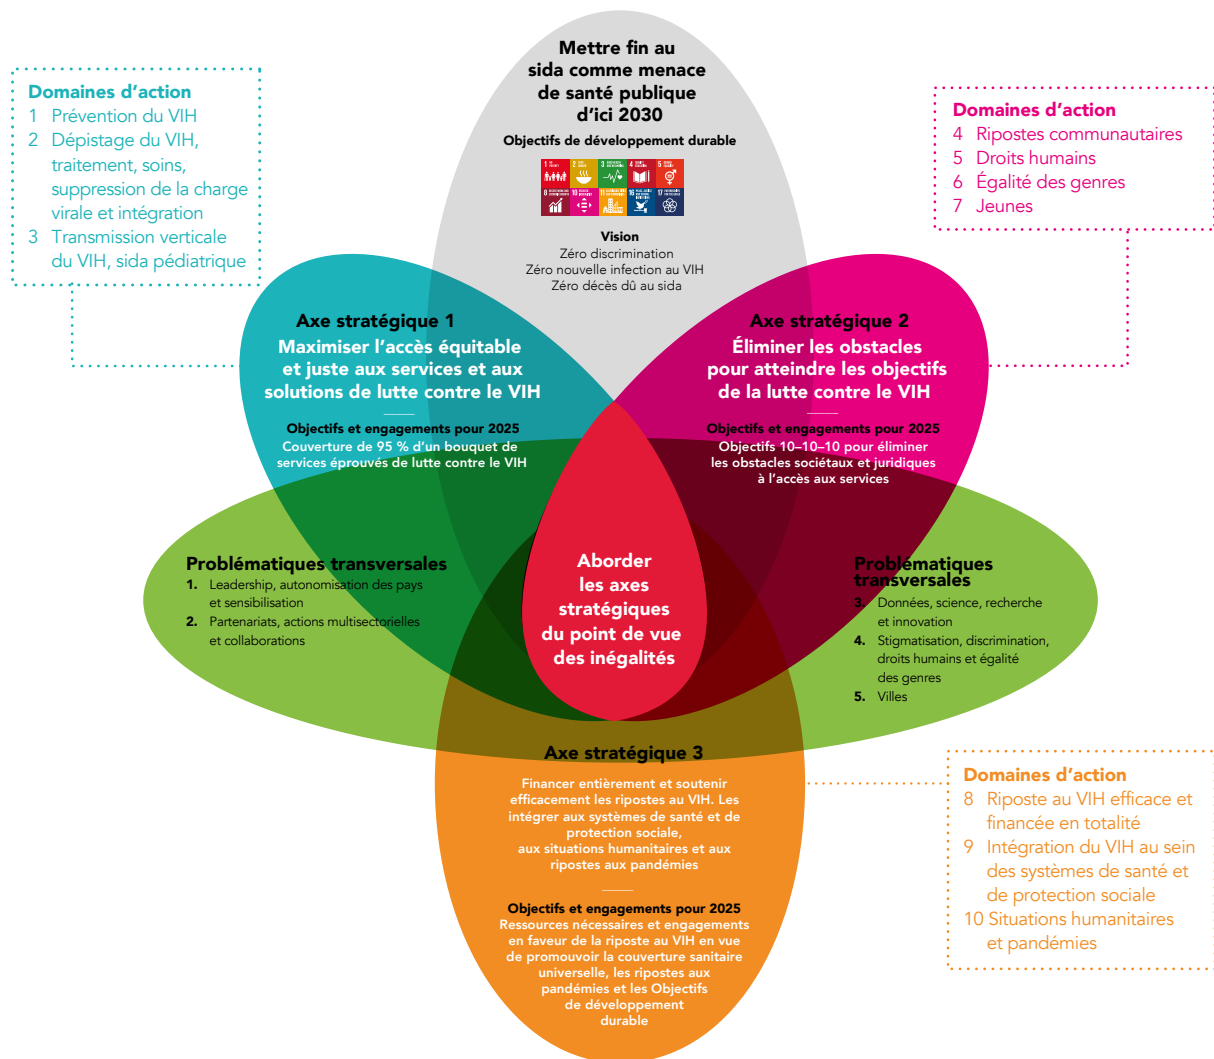 Mettre fin au
sida comme menace
de santé publique
d'ici 2030
Objectifs de développement durable
Vision
Zéro discrimination
Zéro nouvelle infection au VIH
Zéro décès dû au sida
Domaines d'action
1 Prévention du VIH
2 Dépistage du VIH,
traitement, soins,
suppression de la charge
virale et intégration
3 Transmission verticale
du VIH, sida pédiatrique
Domaines d'action
4 Ripostes communautaires
5 Droits humains
6 Égalité des genres
7 Jeunes
Axe stratégique 1
Maximiser l'accès équitable
et juste aux services et aux
solutions de lutte contre le VIH
Objectifs et engagements pour 2025
Couverture de 95 % d'un bouquet de
services éprouvés de lutte contre le VIH
Axe stratégique 2
Éliminer les obstacles
pour atteindre les objectifs
de la lutte contre le VIH
Objectifs et engagements pour 2025
Objectifs 10–10–10 pour éliminer
les obstacles sociétaux et juridiques
à l'accès aux services
Problématiques transversales
1. Leadership, autonomisation des pays
et sensibilisation
2. Partenariats, actions multisectorielles
et collaborations
Aborder
les axes
stratégiques
du point de vue
des inégalités
Problématiques
transversales
3. Données, science, recherche
et innovation
4. Stigmatisation, discrimination,
droits humains et égalité
des genres
5. Villes
Axe stratégique 3
Financer entièrement et soutenir
efficacement les ripostes au VIH. Les
intégrer aux systèmes de santé et de
protection sociale,
aux situations humanitaires et aux
ripostes aux pandémies
Objectifs et engagements pour 2025
Ressources nécessaires et engagements
en faveur de la riposte au VIH en vue
de promouvoir la couverture sanitaire
universelle, les ripostes aux
pandémies et les Objectifs
de développement
durable
Domaines d'action
8 Riposte au VIH efficace et
financée en totalité
9 Intégration du VIH au sein
des systèmes de santé et
de protection sociale
10 Situations humanitaires
et pandémies